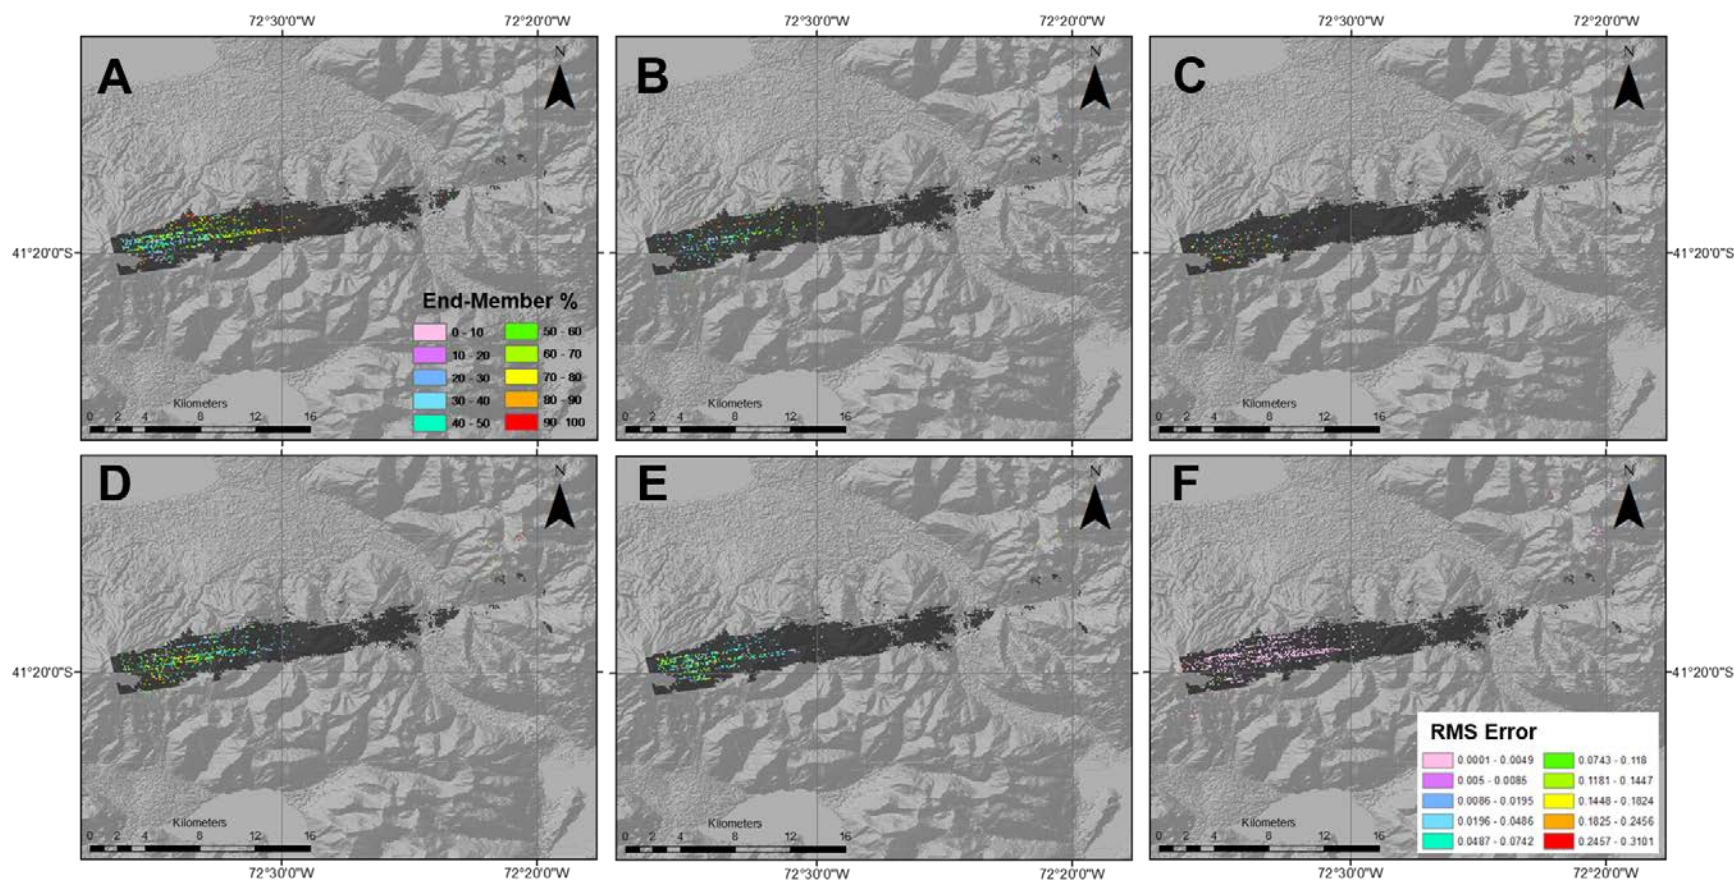 72°30'0"W 72°20'0"W 72°30'0"W 72°20'0"W
A N B N C N
41°20'0"S 41°20'0"S
End-Member %
0 - 10 50 - 60
10 - 20 60 - 70
20 - 30 70 - 80
30 - 40 80 - 90
40 - 50 90 - 100
Kilometers Kilometers Kilometers
0 2 4 8 12 16 0 2 4 8 12 16 0 2 4 8 12 16
D N E N F N
41°20'0"S 41°20'0"S
RMS Error
0.0001 - 0.0049 0.0743 - 0.118
0.005 - 0.0085 0.1181 - 0.1447
0.0086 - 0.0195 0.1448 - 0.1824
0.0196 - 0.0486 0.1825 - 0.2456
0.0487 - 0.0742 0.2457 - 0.3101
Kilometers Kilometers Kilometers
0 2 4 8 12 16 0 2 4 8 12 16 0 2 4 8 12 16
72°30'0"W 72°20'0"W 72°30'0"W 72°20'0"W 72°30'0"W 72°20'0"W